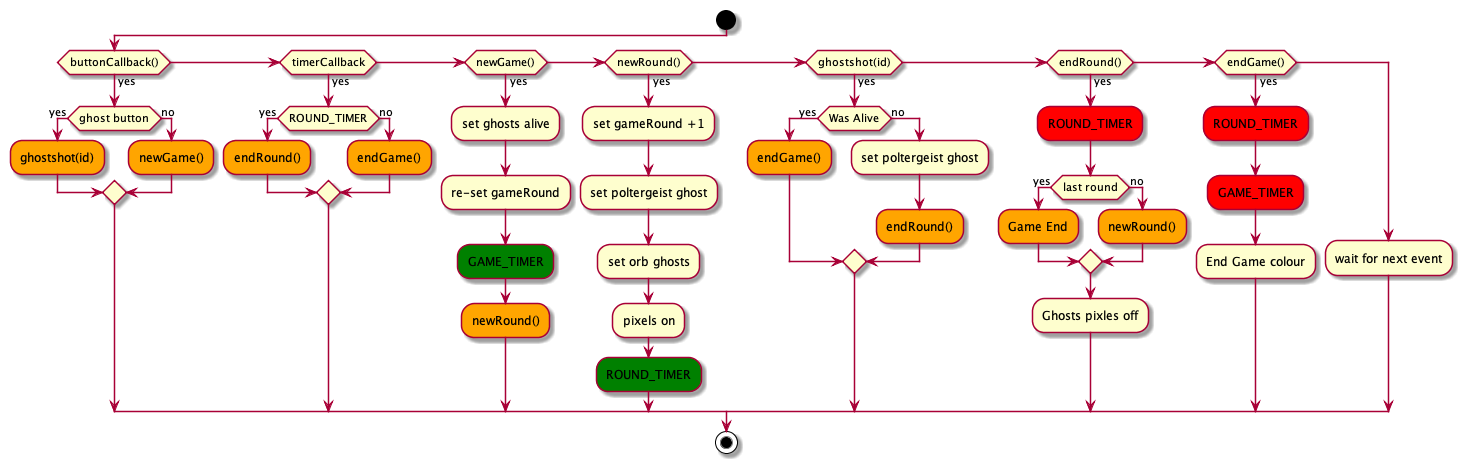 buttonCallback()
yes
ghost button
yes
no
ghostshot(id)
newGame()
timerCallback
yes
ROUND_TIMER
yes
no
endRound()
endGame()
newGame()
yes
set ghosts alive
re-set gameRound
GAME_TIMER
newRound()
newRound()
yes
set gameRound +1
set poltergeist ghost
set orb ghosts
pixels on
ROUND_TIMER
ghostshot(id)
yes
Was Alive
yes
no
endGame()
set poltergeist ghost
endRound()
endRound()
yes
ROUND_TIMER
last round
yes
no
Game End
newRound()
Ghosts pixles off
endGame()
yes
ROUND_TIMER
GAME_TIMER
End Game colour
wait for next event